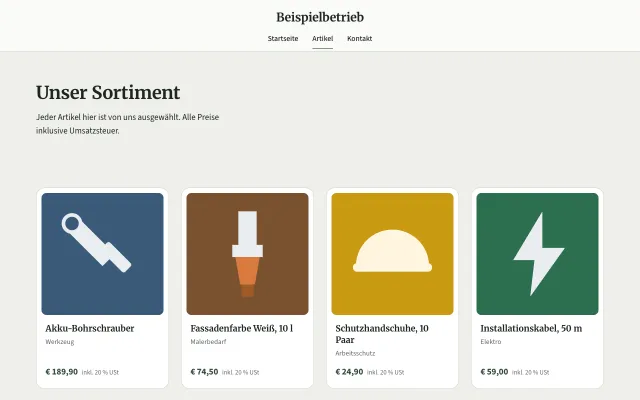 Beispielbetrieb
Startseite Artikel Kontakt
Unser Sortiment
Jeder Artikel hier ist von uns ausgewählt. Alle Preise
inklusive Umsatzsteuer.
Akku-Bohrschrauber
Werkzeug
€ 189,90 inkl. 20 % USt
Fassadenfarbe Weiß, 10 l
Malerbedarf
€ 74,50 inkl. 20 % USt
Schutzhandschuhe, 10
Paar
Arbeitsschutz
€ 24,90 inkl. 20 % USt
Installationskabel, 50 m
Elektro
€ 59,00 inkl. 20 % USt